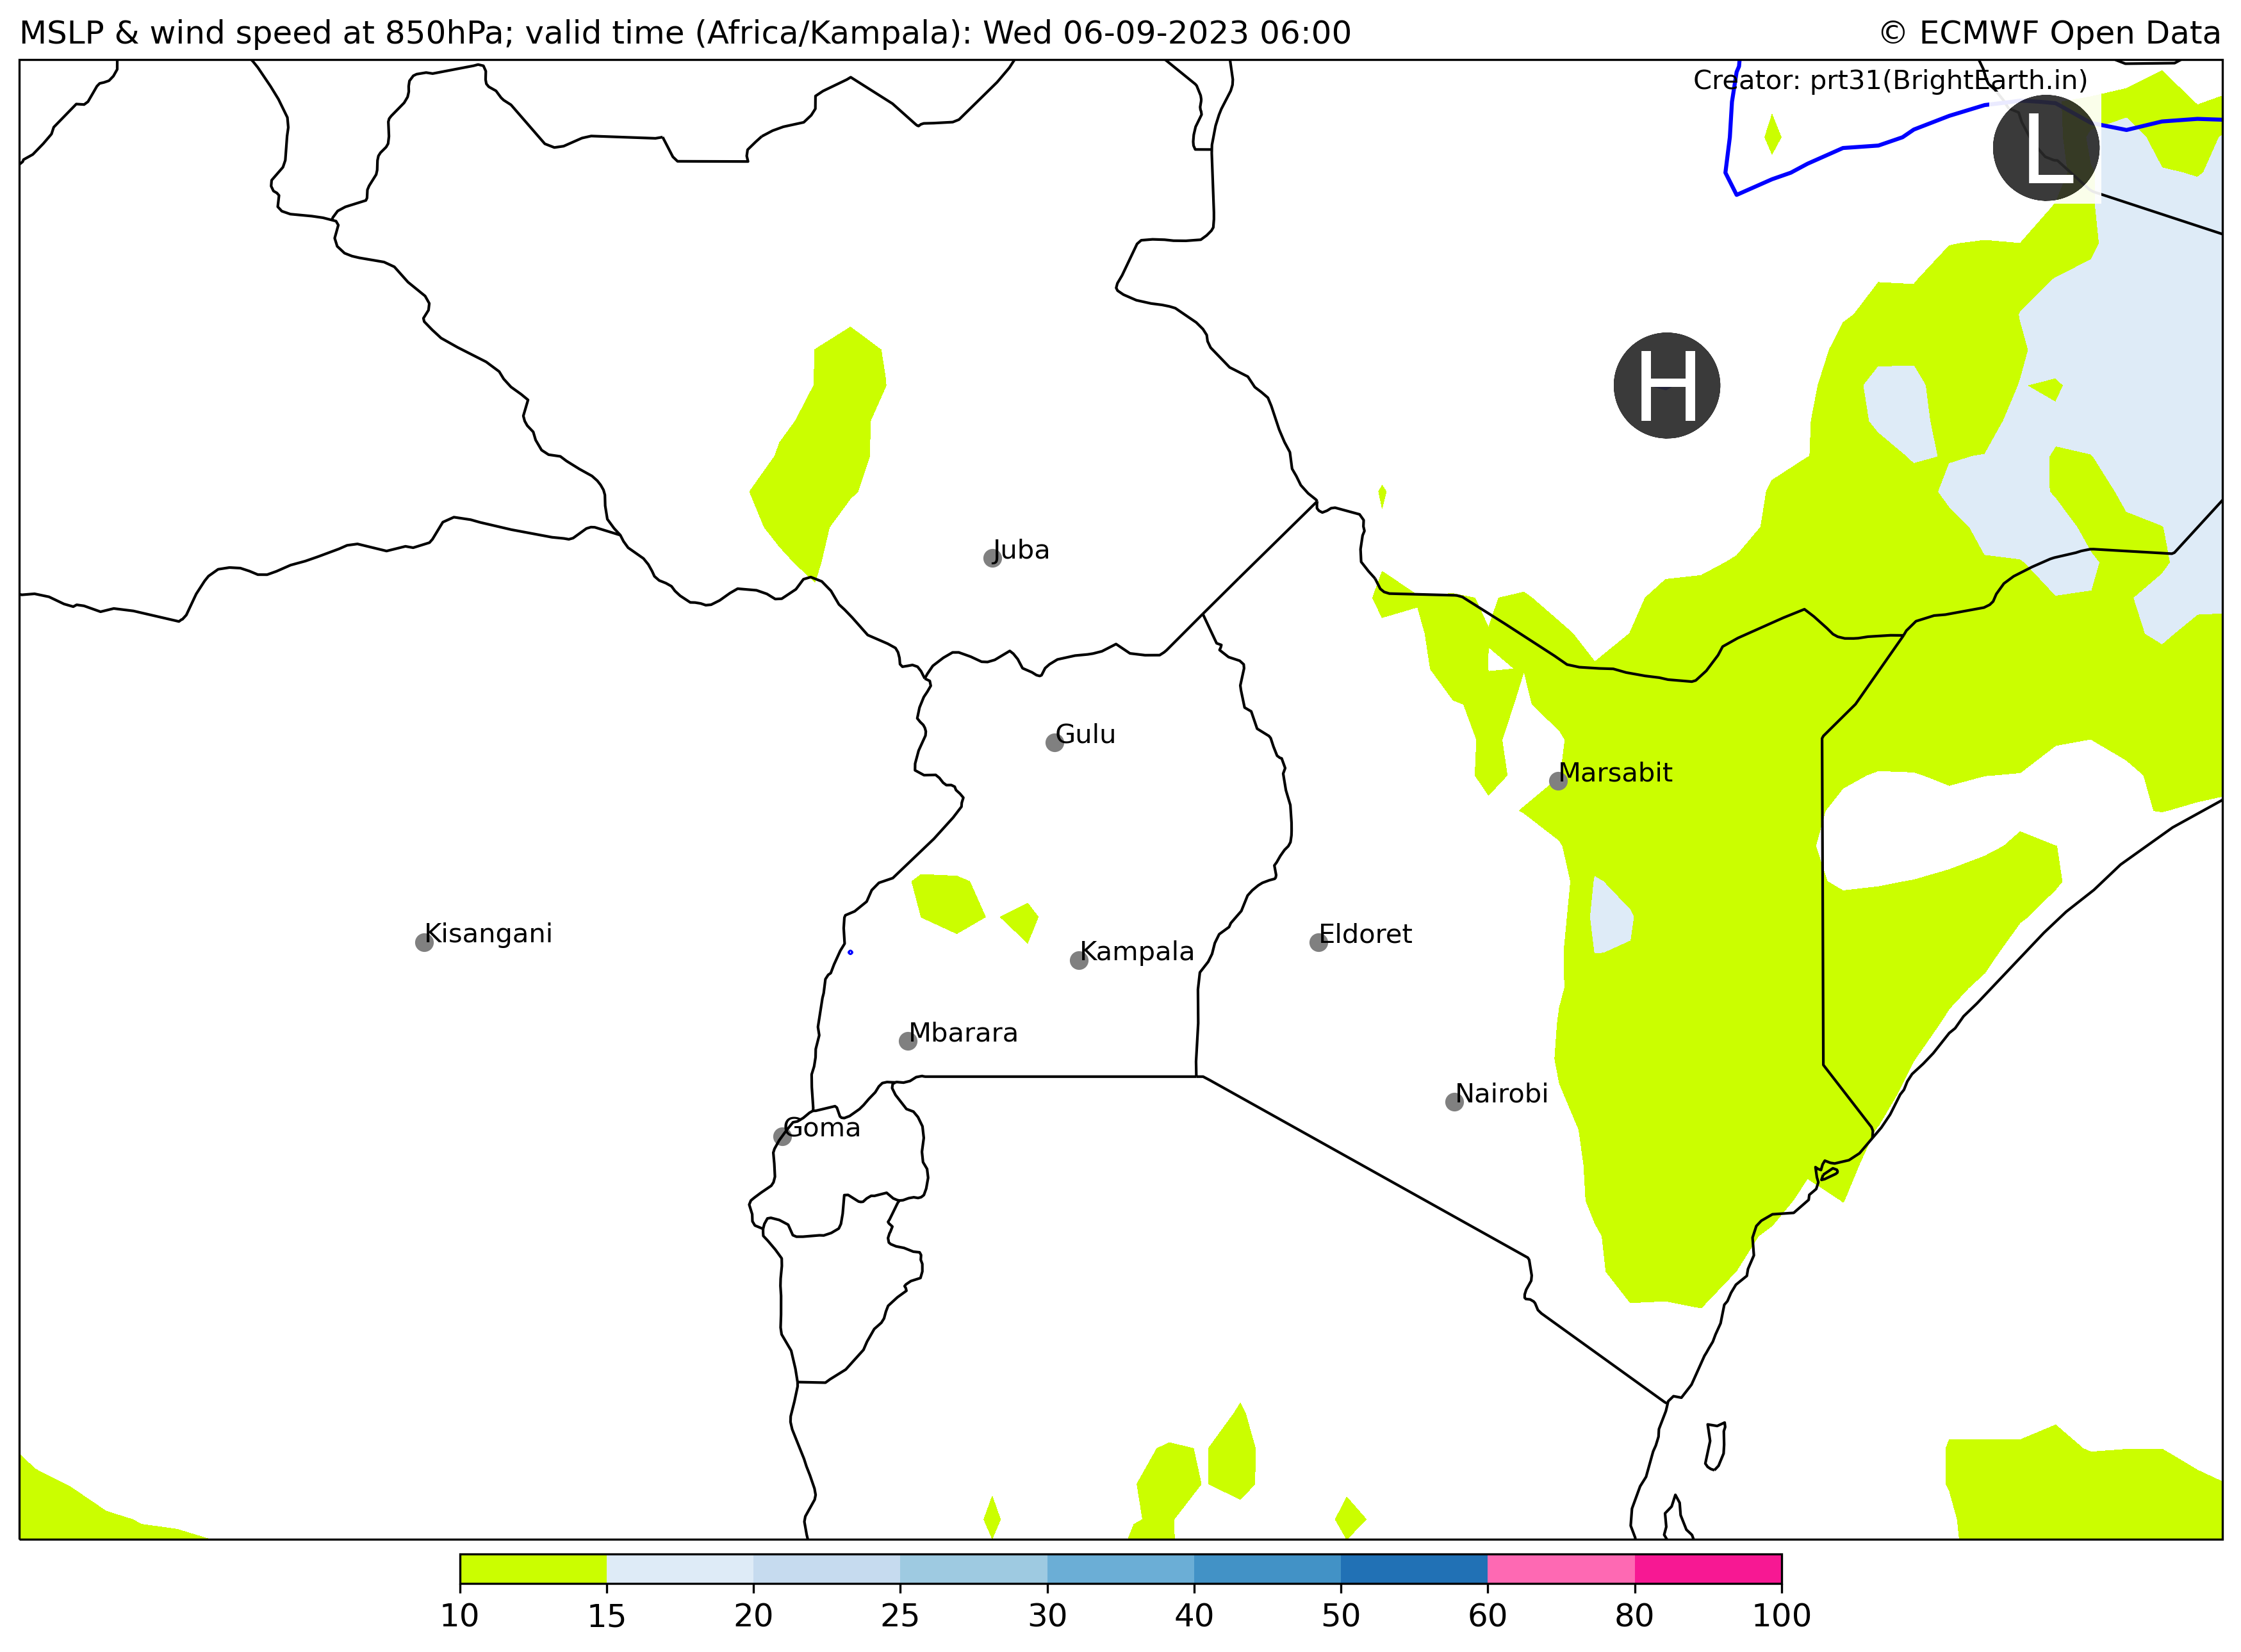 MSLP & wind speed at 850hPa; valid time (Africa/Kampala): Wed 06-09-2023 06:00
© ECMWF Open Data
Creator: prt31(BrightEarth.in)
L
H
Juba
Gulu
Marsabit
Kisangani
Eldoret
Kampala
Mbarara
Nairobi
Goma
10 15 20 25 30 40 50 60 80 100